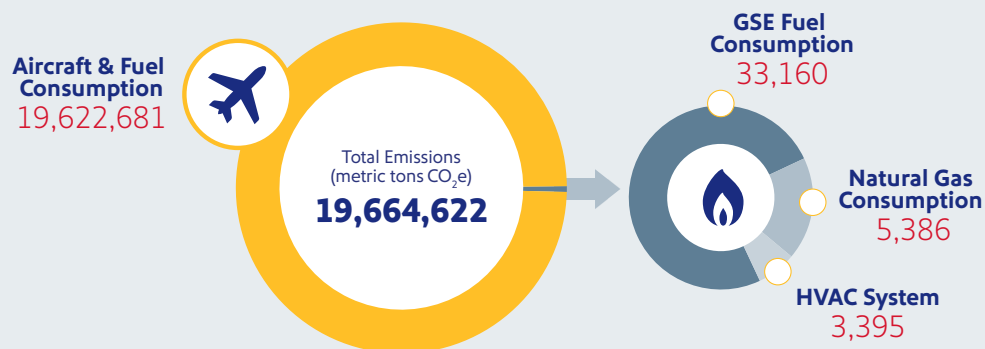 Aircraft & Fuel
Consumption
19,622,681
Total Emissions
(metric tons CO₂e)
19,664,622
GSE Fuel
Consumption
33,160
Natural Gas
Consumption
5,386
HVAC System
3,395